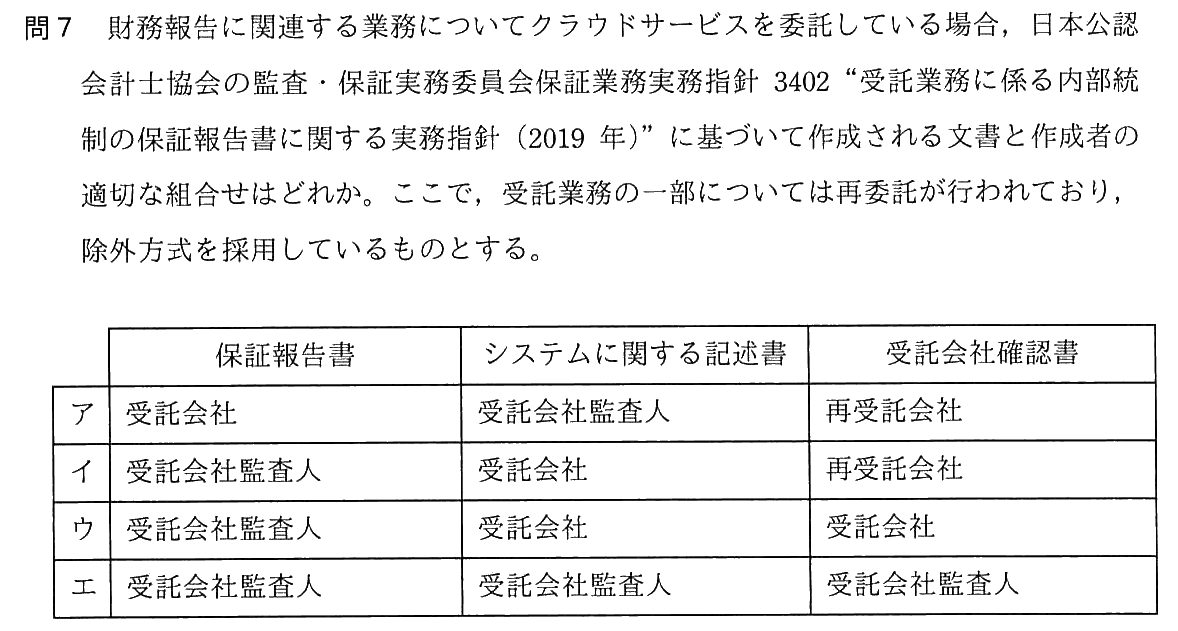 問7 財務報告に関連する業務についてクラウドサービスを委託している場合，日本公認
会計士協会の監査・保証実務委員会保証業務実務指針 3402 “受託業務に係る内部統
制の保証報告書に関する実務指針（2019 年）” に基づいて作成される文書と作成者の
適切な組合せはどれか。ここで，受託業務の一部については再委託が行われており，
除外方式を採用しているものとする。
保証報告書 システムに関する記述書 受託会社確認書
ア 受託会社 受託会社監査人 再受託会社
イ 受託会社監査人 受託会社 再受託会社
ウ 受託会社監査人 受託会社 受託会社
エ 受託会社監査人 受託会社監査人 受託会社監査人